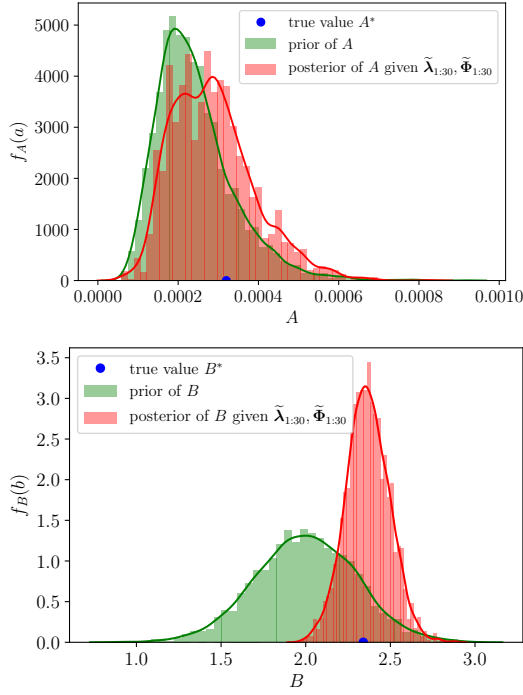 5000
4000
3000
2000
1000
0
f_A(a)
true value A*
prior of A
posterior of A given λ̃_{1:30}, Φ̃_{1:30}
0.0000 0.0002 0.0004 0.0006 0.0008 0.0010
A
3.5
3.0
2.5
2.0
1.5
1.0
0.5
0.0
f_B(b)
true value B*
prior of B
posterior of B given λ̃_{1:30}, Φ̃_{1:30}
1.0 1.5 2.0 2.5 3.0
B